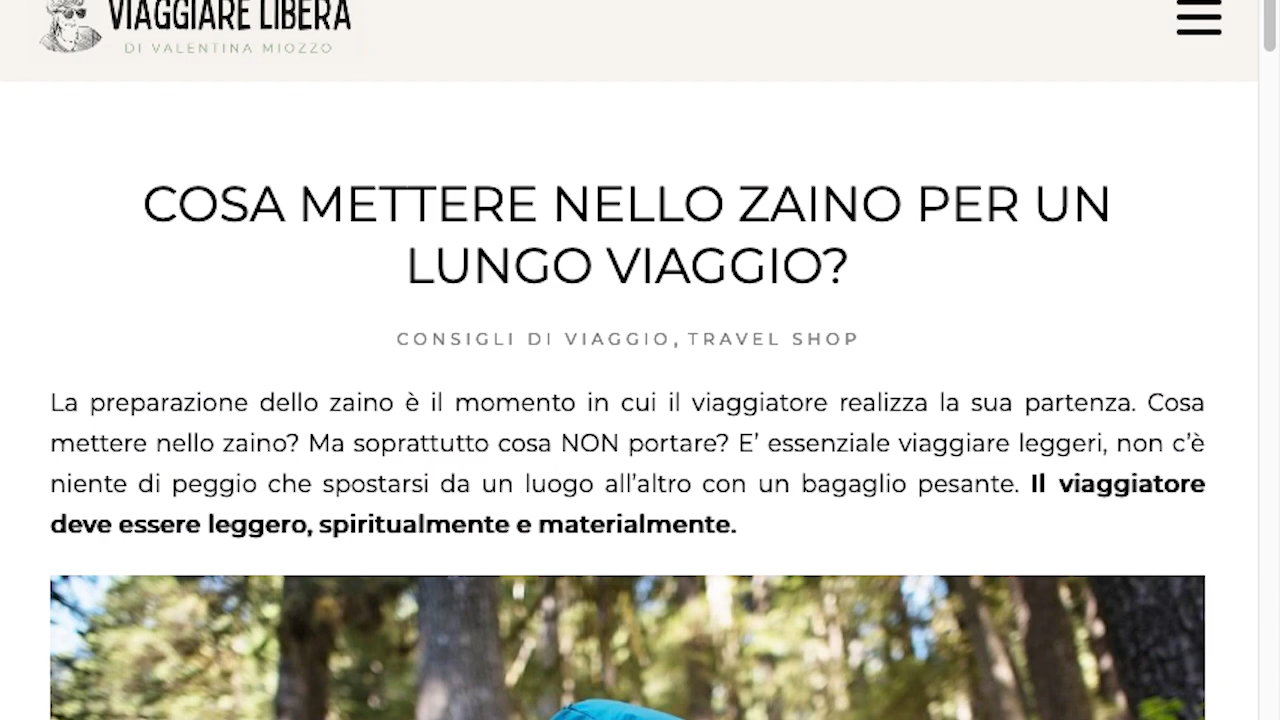 VIAGGIARE LIBERA
DI VALENTINA MIOZZO
COSA METTERE NELLO ZAINO PER UN
LUNGO VIAGGIO?
CONSIGLI DI VIAGGIO, TRAVEL SHOP
La preparazione dello zaino è il momento in cui il viaggiatore realizza la sua partenza. Cosa
mettere nello zaino? Ma soprattutto cosa NON portare? E’ essenziale viaggiare leggeri, non c’è
niente di peggio che spostarsi da un luogo all’altro con un bagaglio pesante. Il viaggiatore
deve essere leggero, spiritualmente e materialmente.